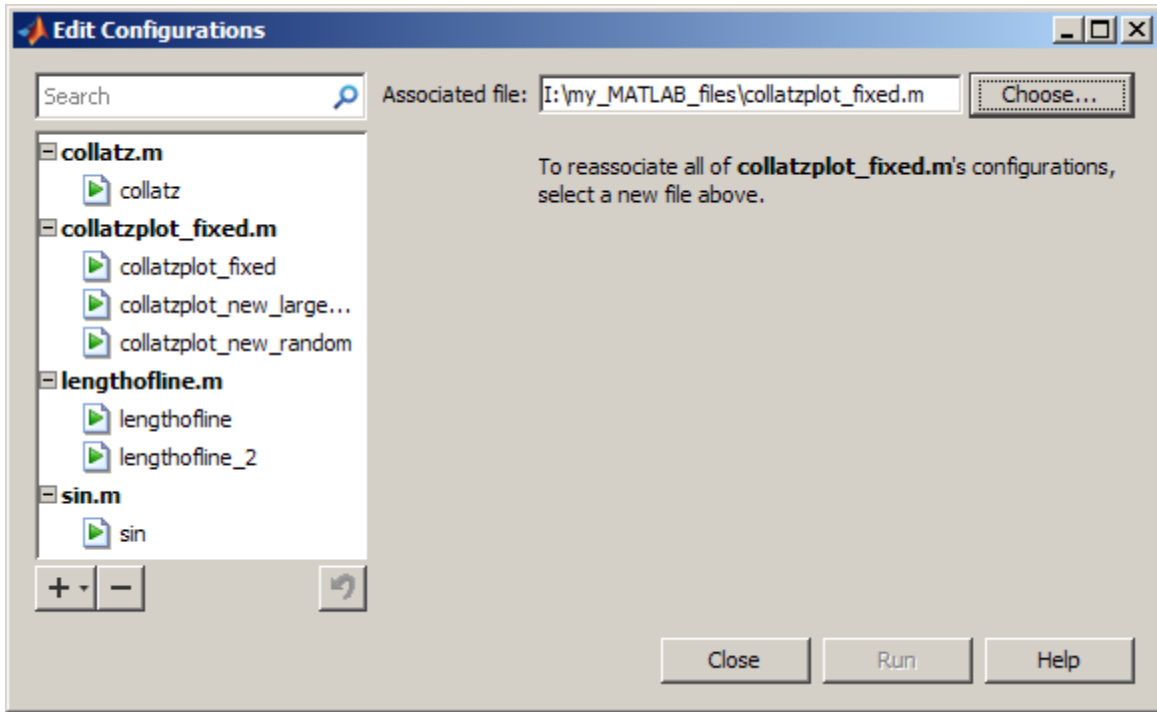 Edit Configurations
Search
Associated file: I:\my_MATLAB_files\collatzplot_fixed.m Choose...
To reassociate all of collatzplot_fixed.m's configurations,
select a new file above.
collatz.m
collatz
collatzplot_fixed.m
collatzplot_fixed
collatzplot_new_large...
collatzplot_new_random
lengthofline.m
lengthofline
lengthofline_2
sin.m
sin
Close Run Help